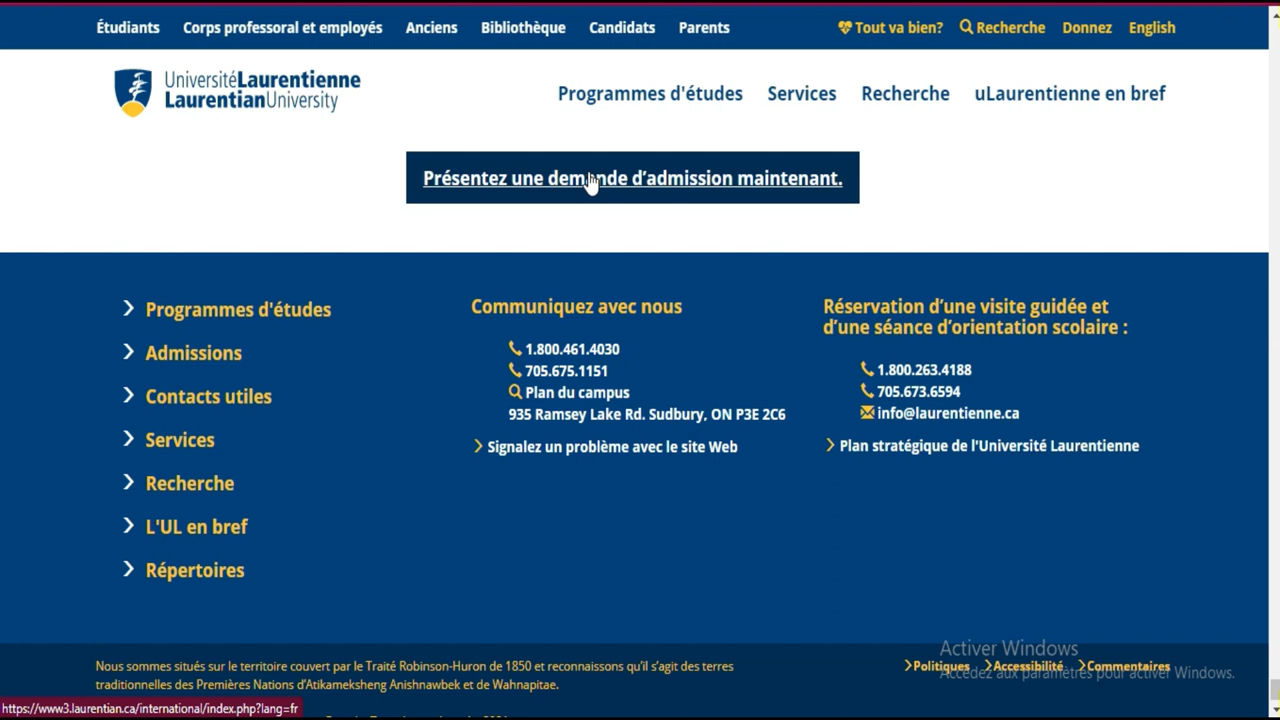 Étudiants Corps professoral et employés Anciens Bibliothèque Candidats Parents Tout va bien? Recherche Donnez English
UniversitéLaurentienne
LaurentianUniversity
Programmes d'études Services Recherche uLaurentienne en bref
Présentez une demande d'admission maintenant.
Programmes d'études
Admissions
Contacts utiles
Services
Recherche
L'UL en bref
Répertoires
Communiquez avec nous
1.800.461.4030
705.675.1151
Plan du campus
935 Ramsey Lake Rd. Sudbury, ON P3E 2C6
Signalez un problème avec le site Web
Réservation d'une visite guidée et
d'une séance d'orientation scolaire :
1.800.263.4188
705.673.6594
info@laurentienne.ca
Plan stratégique de l'Université Laurentienne
Activer Windows
Accédez aux paramètres pour activer Windows.
Nous sommes situés sur le territoire couvert par le Traité Robinson-Huron de 1850 et reconnaissons qu'il s'agit des terres
traditionnelles des Premières Nations d'Atikameksheng Anishnawbek et de Wahnapitae.
Politiques Accessibilité Commentaires
https://www3.laurentian.ca/international/index.php?lang=fr